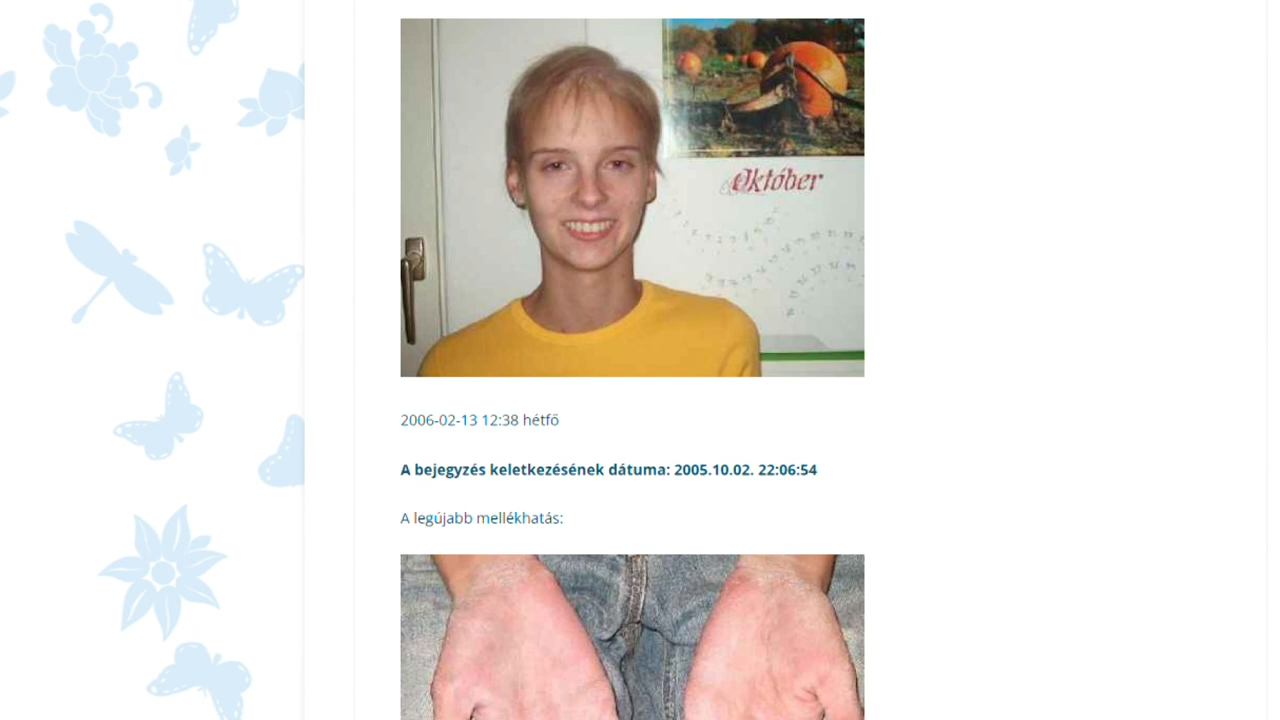 Október
2006-02-13 12:38 hétfő
A bejegyzés keletkezésének dátuma: 2005.10.02. 22:06:54
A legújabb mellékhatás: